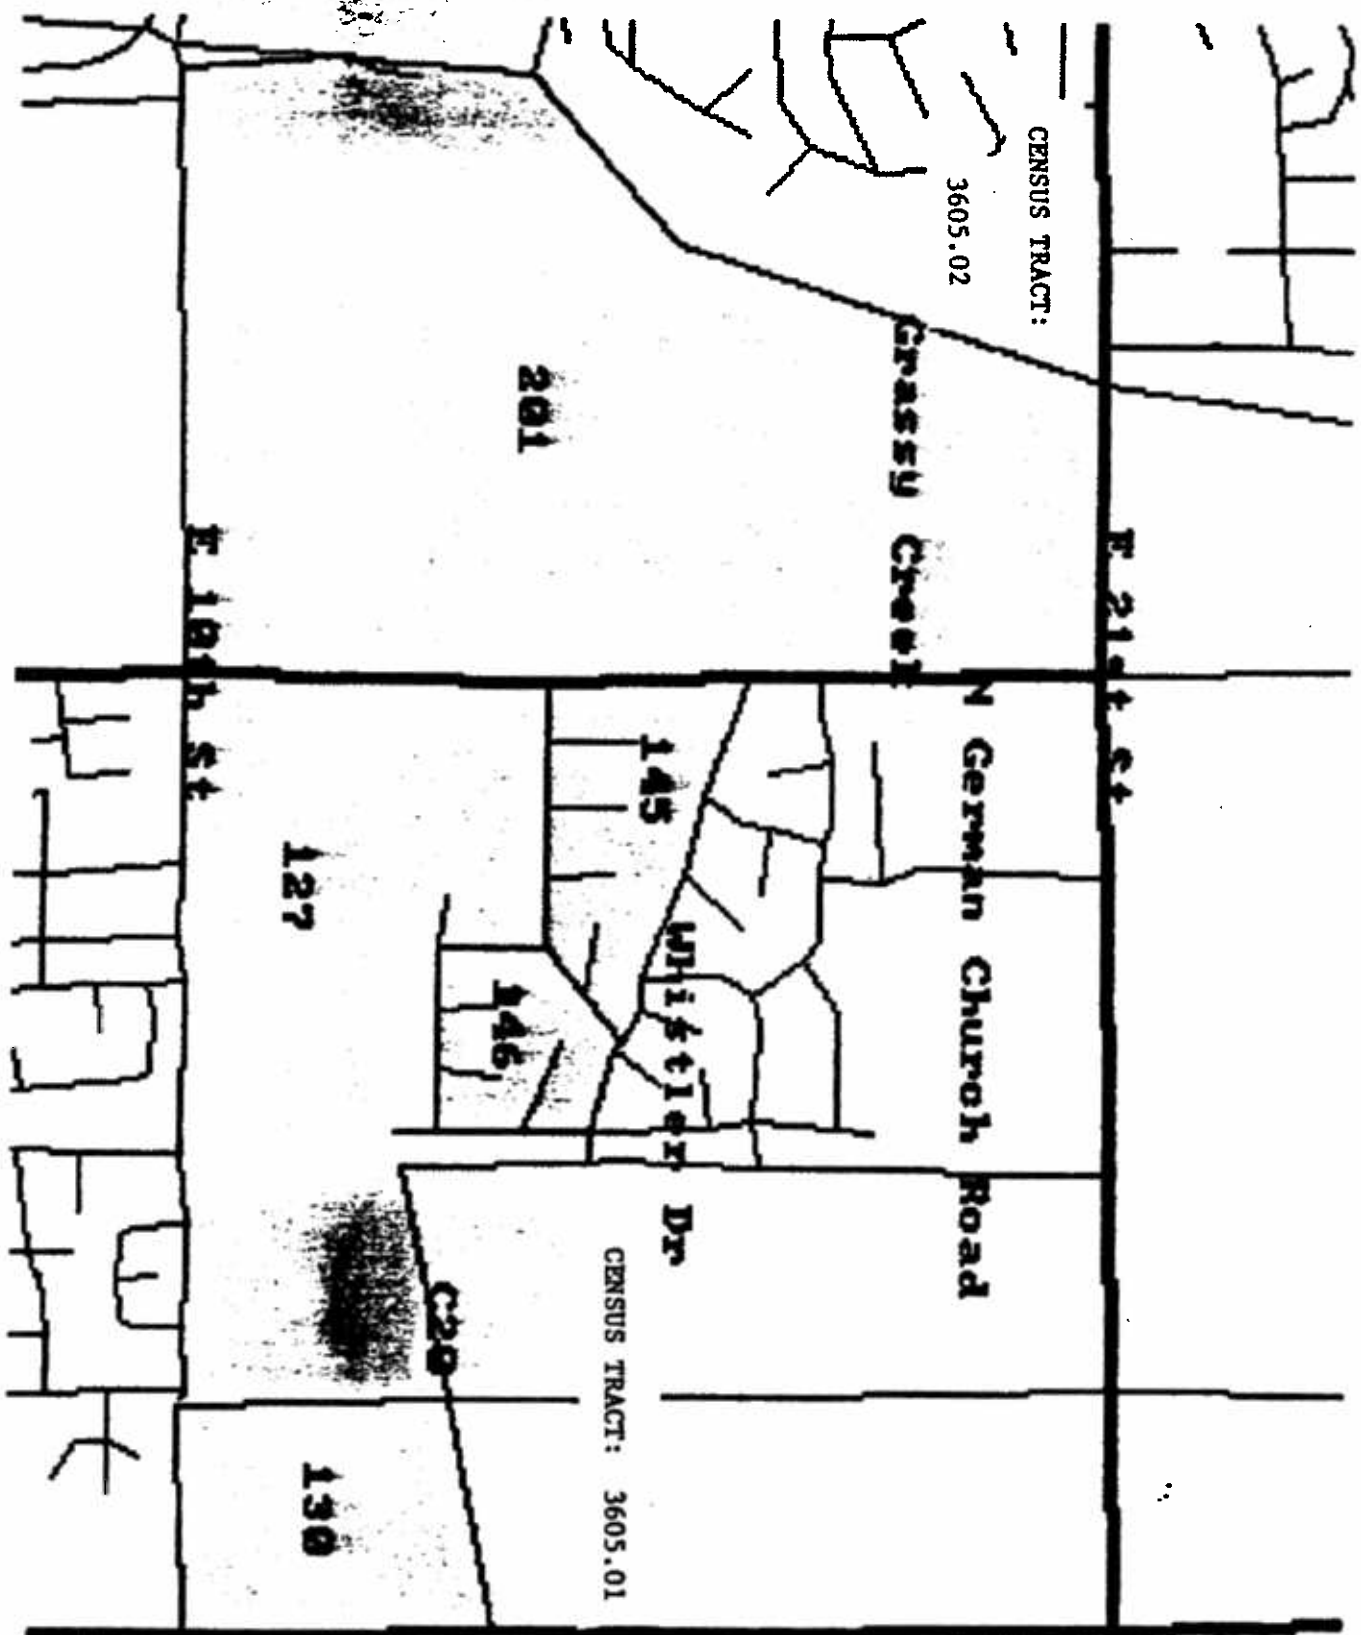 CENSUS TRACT:
3605.02
E 21st st
Grassy Creek
N German Church Road
201
E 10th st
145
Whistler Dr
127
146
CENSUS TRACT: 3605.01
C20
130